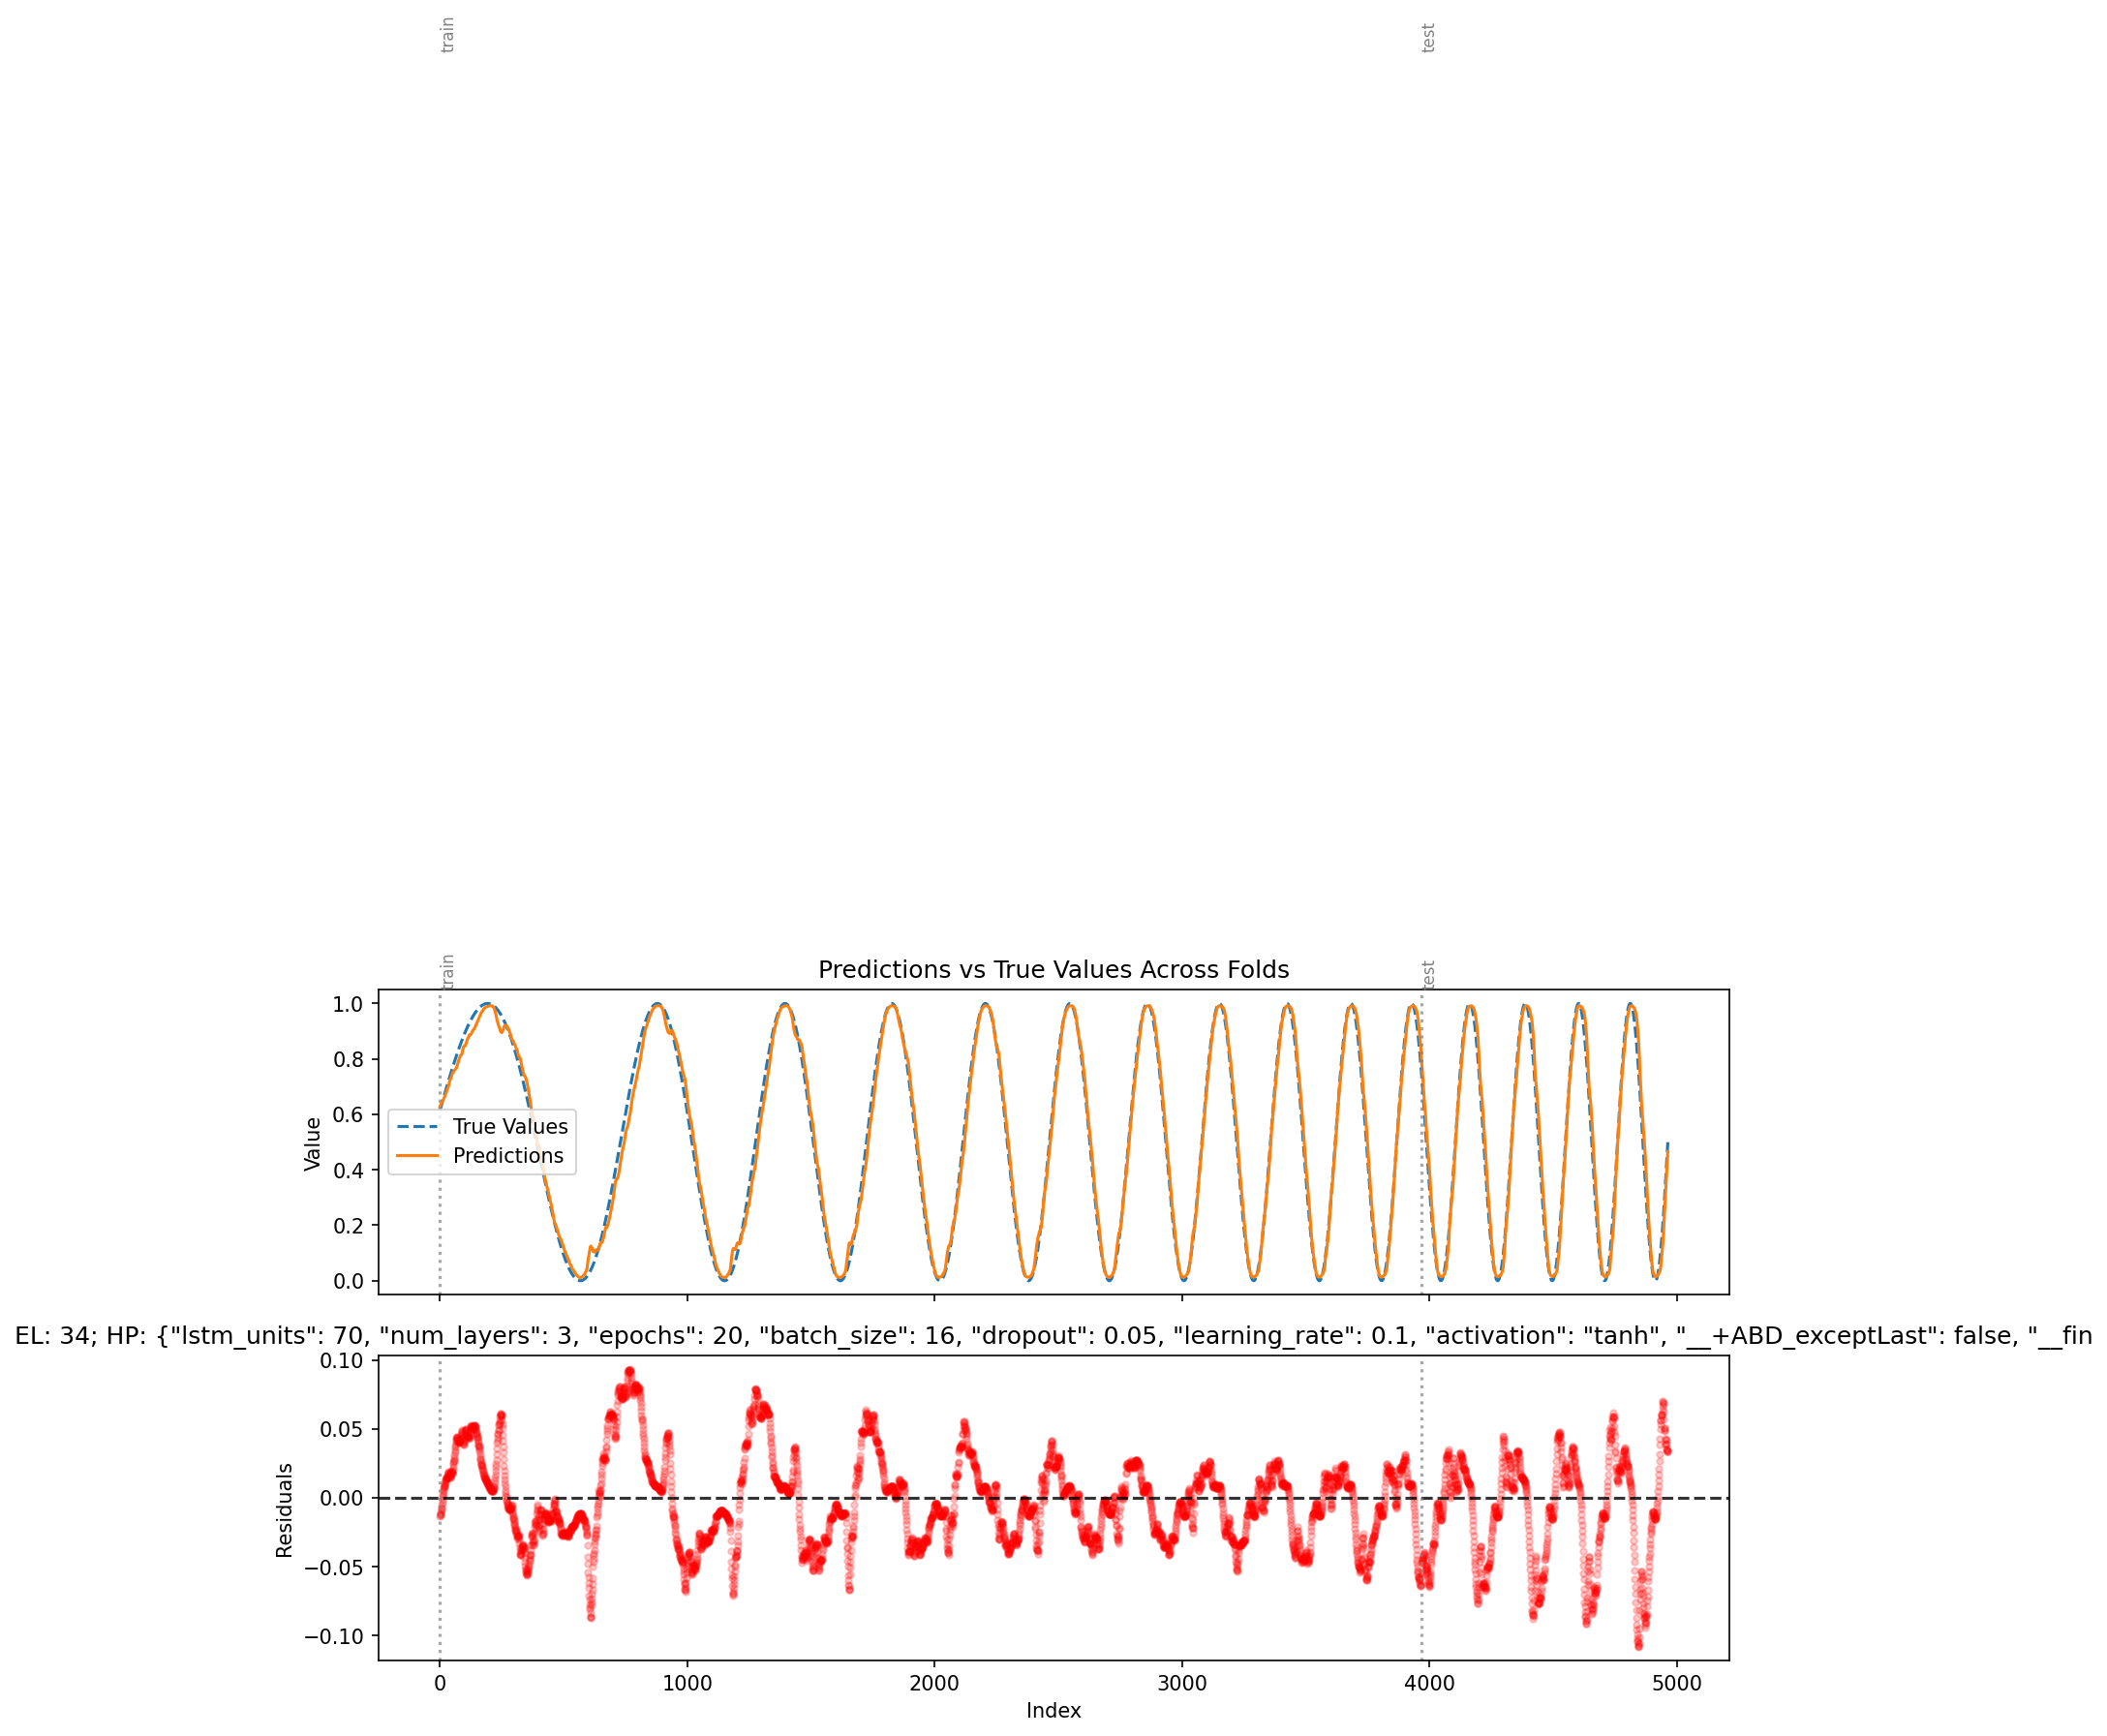 train
test
train
test
Predictions vs True Values Across Folds
1.0
0.8
0.6
0.4
0.2
0.0
Value
True Values
Predictions
EL: 34; HP: {"lstm_units": 70, "num_layers": 3, "epochs": 20, "batch_size": 16, "dropout": 0.05, "learning_rate": 0.1, "activation": "tanh", "__+ABD_exceptLast": false, "__fin
0.10
0.05
0.00
−0.05
−0.10
Residuals
0
1000
2000
3000
4000
5000
Index